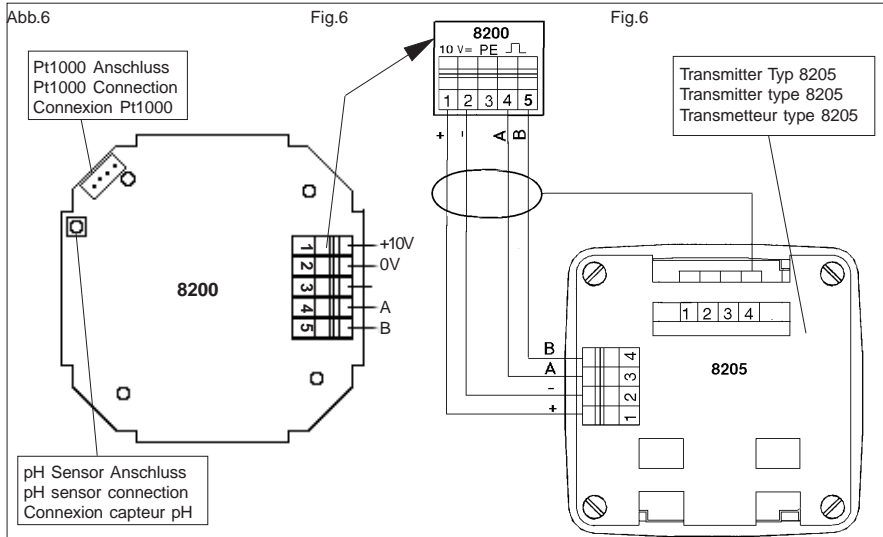 Abb.6 Fig.6 Fig.6
Pt1000 Anschluss
Pt1000 Connection
Connexion Pt1000
8200
1 +10V
2 0V
3
4 A
5 B
pH Sensor Anschluss
pH sensor connection
Connexion capteur pH
8200
10 V= PE
1 2 3 4 5
+ - A B
Transmitter Typ 8205
Transmitter type 8205
Transmetteur type 8205
1 2 3 4
8205
B 4
A 3
- 2
+ 1